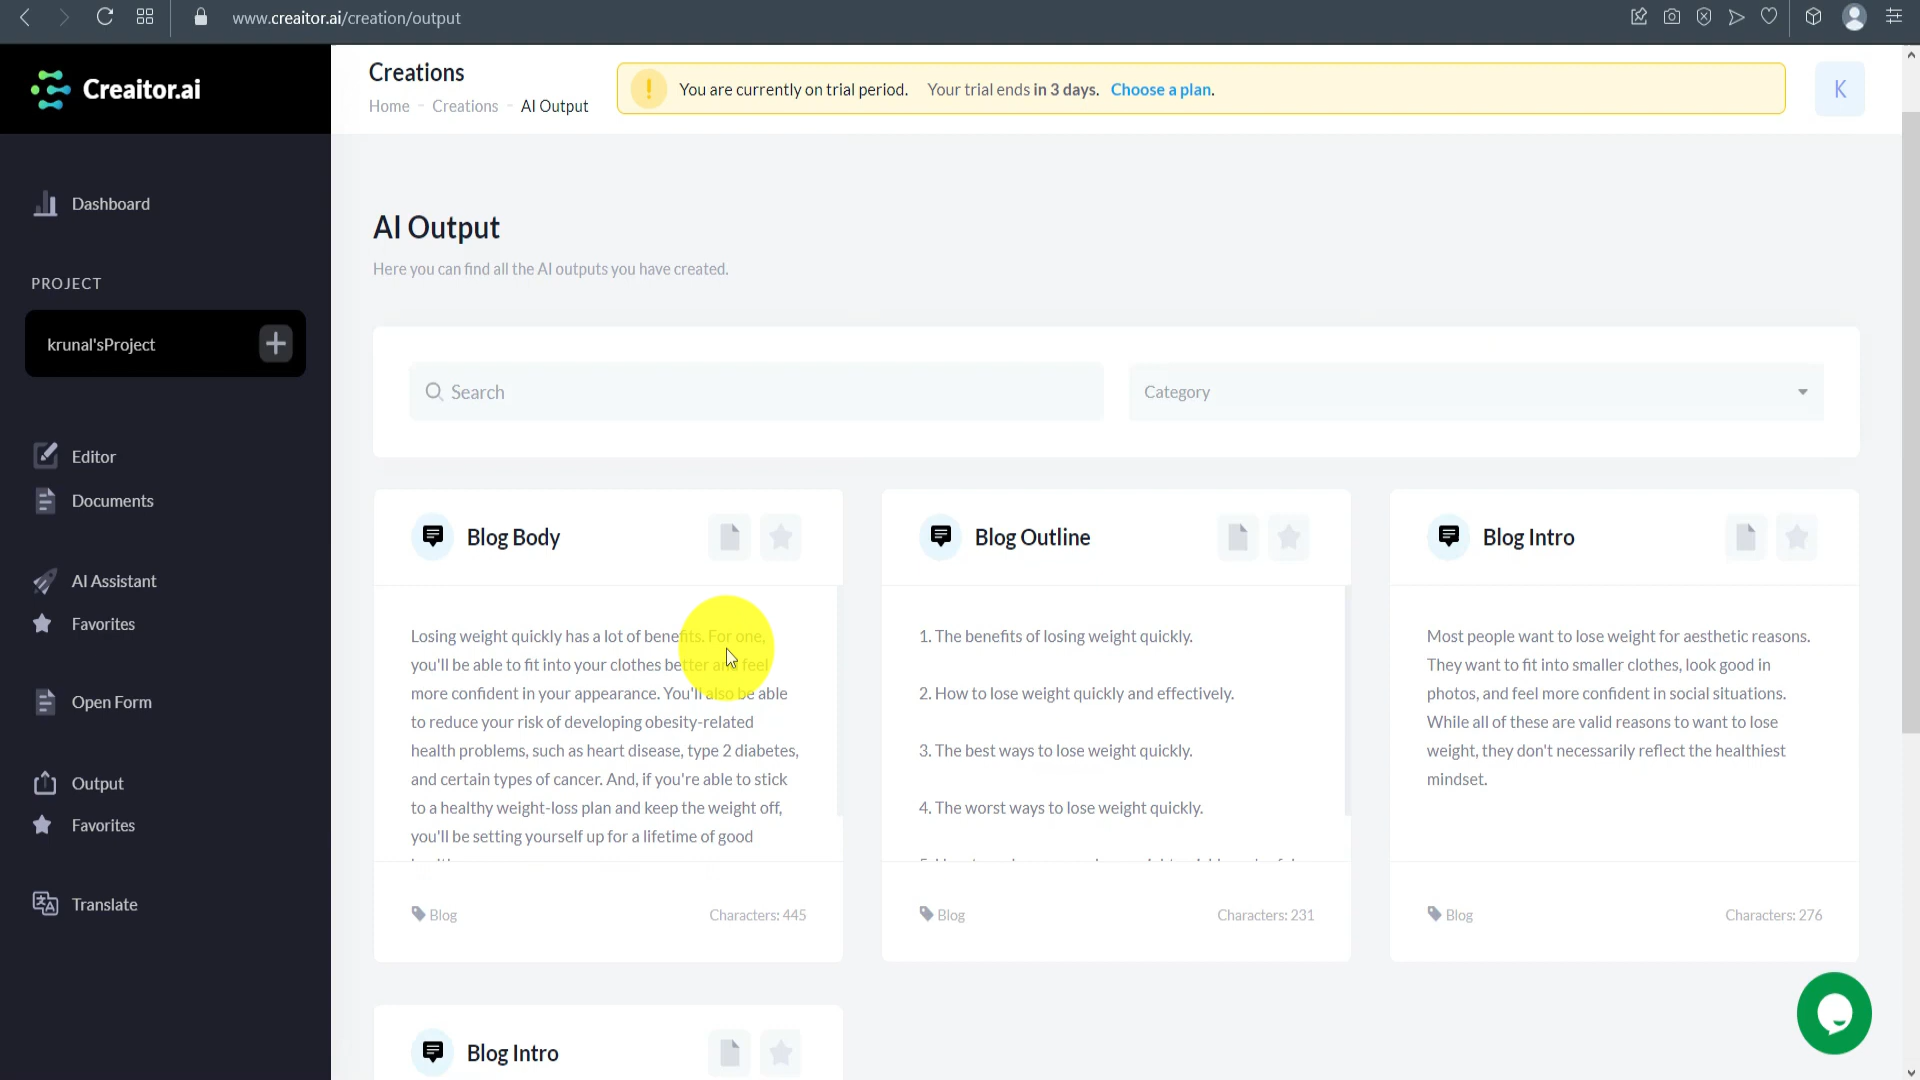 www.creaitor.ai/creation/output
Creaitor.ai
Creations
Home - Creations - AI Output
! You are currently on trial period. Your trial ends in 3 days. Choose a plan.
K
Dashboard
PROJECT
krunal'sProject
Editor
Documents
AI Assistant
Favorites
Open Form
Output
Favorites
Translate
AI Output
Here you can find all the AI outputs you have created.
Search
Category
Blog Body
Losing weight quickly has a lot of benefits. For one,
you'll be able to fit into your clothes better and feel
more confident in your appearance. You'll also be able
to reduce your risk of developing obesity-related
health problems, such as heart disease, type 2 diabetes,
and certain types of cancer. And, if you're able to stick
to a healthy weight-loss plan and keep the weight off,
you'll be setting yourself up for a lifetime of good
Blog
Characters: 445
Blog Outline
1. The benefits of losing weight quickly.
2. How to lose weight quickly and effectively.
3. The best ways to lose weight quickly.
4. The worst ways to lose weight quickly.
Blog
Characters: 231
Blog Intro
Most people want to lose weight for aesthetic reasons.
They want to fit into smaller clothes, look good in
photos, and feel more confident in social situations.
While all of these are valid reasons to want to lose
weight, they don't necessarily reflect the healthiest
mindset.
Blog
Characters: 276
Blog Intro